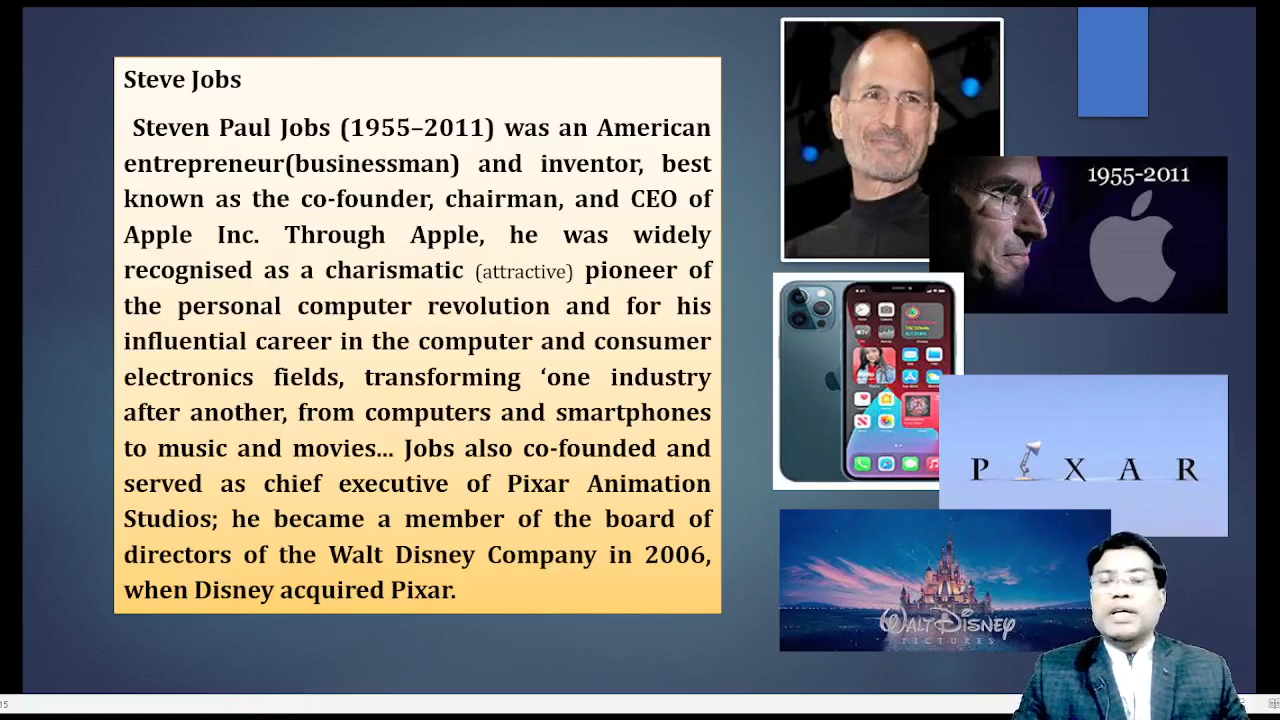 Steve Jobs
Steven Paul Jobs (1955–2011) was an American
entrepreneur(businessman) and inventor, best
known as the co-founder, chairman, and CEO of
Apple Inc. Through Apple, he was widely
recognised as a charismatic (attractive) pioneer of
the personal computer revolution and for his
influential career in the computer and consumer
electronics fields, transforming ‘one industry
after another, from computers and smartphones
to music and movies... Jobs also co-founded and
served as chief executive of Pixar Animation
Studios; he became a member of the board of
directors of the Walt Disney Company in 2006,
when Disney acquired Pixar.
1955-2011
P XAR
WALT DISNEY
PICTURES
15